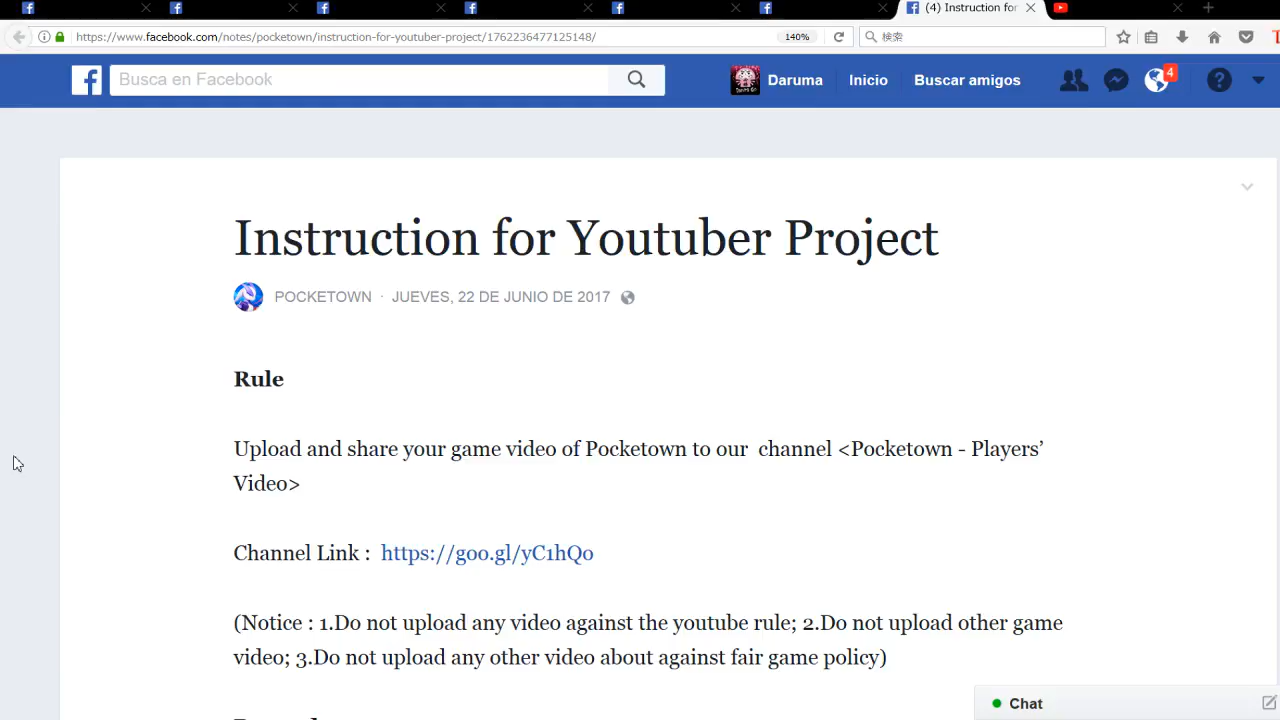 (4) Instruction for
https://www.facebook.com/notes/pocketown/instruction-for-youtuber-project/1762236477125148/
140%
検索
Busca en Facebook
Daruma
Inicio
Buscar amigos
4
Instruction for Youtuber Project
POCKETOWN · JUEVES, 22 DE JUNIO DE 2017
Rule
Upload and share your game video of Pocketown to our channel <Pocketown - Players’
Video>
Channel Link : https://goo.gl/yC1hQo
(Notice : 1.Do not upload any video against the youtube rule; 2.Do not upload other game
video; 3.Do not upload any other video about against fair game policy)
Chat